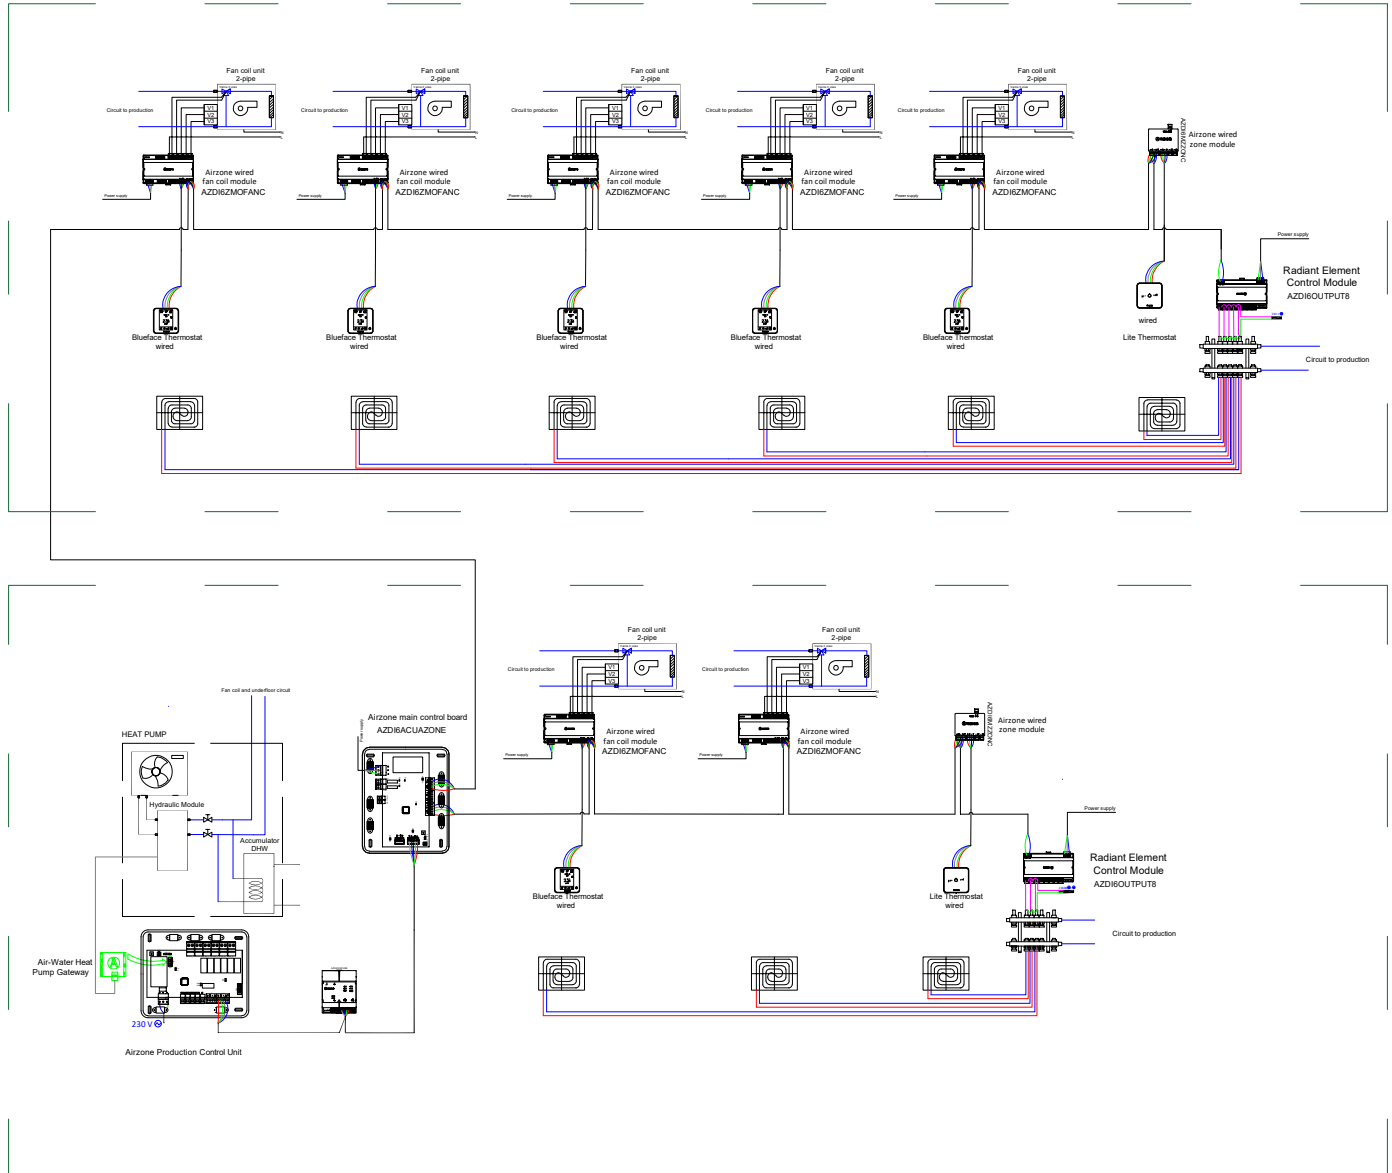 Fan coil unit
2-pipe
Circuit to production
V1
V2
V3
Airzone wired
fan coil module
AZDI6ZMOFANC
Power supply
Blueface Thermostat
wired
Fan coil unit
2-pipe
Circuit to production
V1
V2
V3
Airzone wired
fan coil module
AZDI6ZMOFANC
Power supply
Blueface Thermostat
wired
Fan coil unit
2-pipe
Circuit to production
V1
V2
V3
Airzone wired
fan coil module
AZDI6ZMOFANC
Power supply
Blueface Thermostat
wired
Fan coil unit
2-pipe
Circuit to production
V1
V2
V3
Airzone wired
fan coil module
AZDI6ZMOFANC
Power supply
Blueface Thermostat
wired
Fan coil unit
2-pipe
Circuit to production
V1
V2
V3
Airzone wired
fan coil module
AZDI6ZMOFANC
Power supply
Blueface Thermostat
wired
Airzone wired
zone module
wired
Lite Thermostat
Power supply
Radiant Element
Control Module
AZDI6OUTPUT8
Circuit to production
Fan coil and underfloor circuit
HEAT PUMP
Hydraulic Module
Accumulator
DHW
Air-Water Heat
Pump Gateway
230 V
Airzone Production Control Unit
Airzone main control board
AZDI6ACUAZONE
Power supply
Fan coil unit
2-pipe
Circuit to production
V1
V2
V3
Airzone wired
fan coil module
AZDI6ZMOFANC
Power supply
Blueface Thermostat
wired
Fan coil unit
2-pipe
Circuit to production
V1
V2
V3
Airzone wired
fan coil module
AZDI6ZMOFANC
Power supply
Airzone wired
zone module
Lite Thermostat
wired
Power supply
Radiant Element
Control Module
AZDI6OUTPUT8
Circuit to production